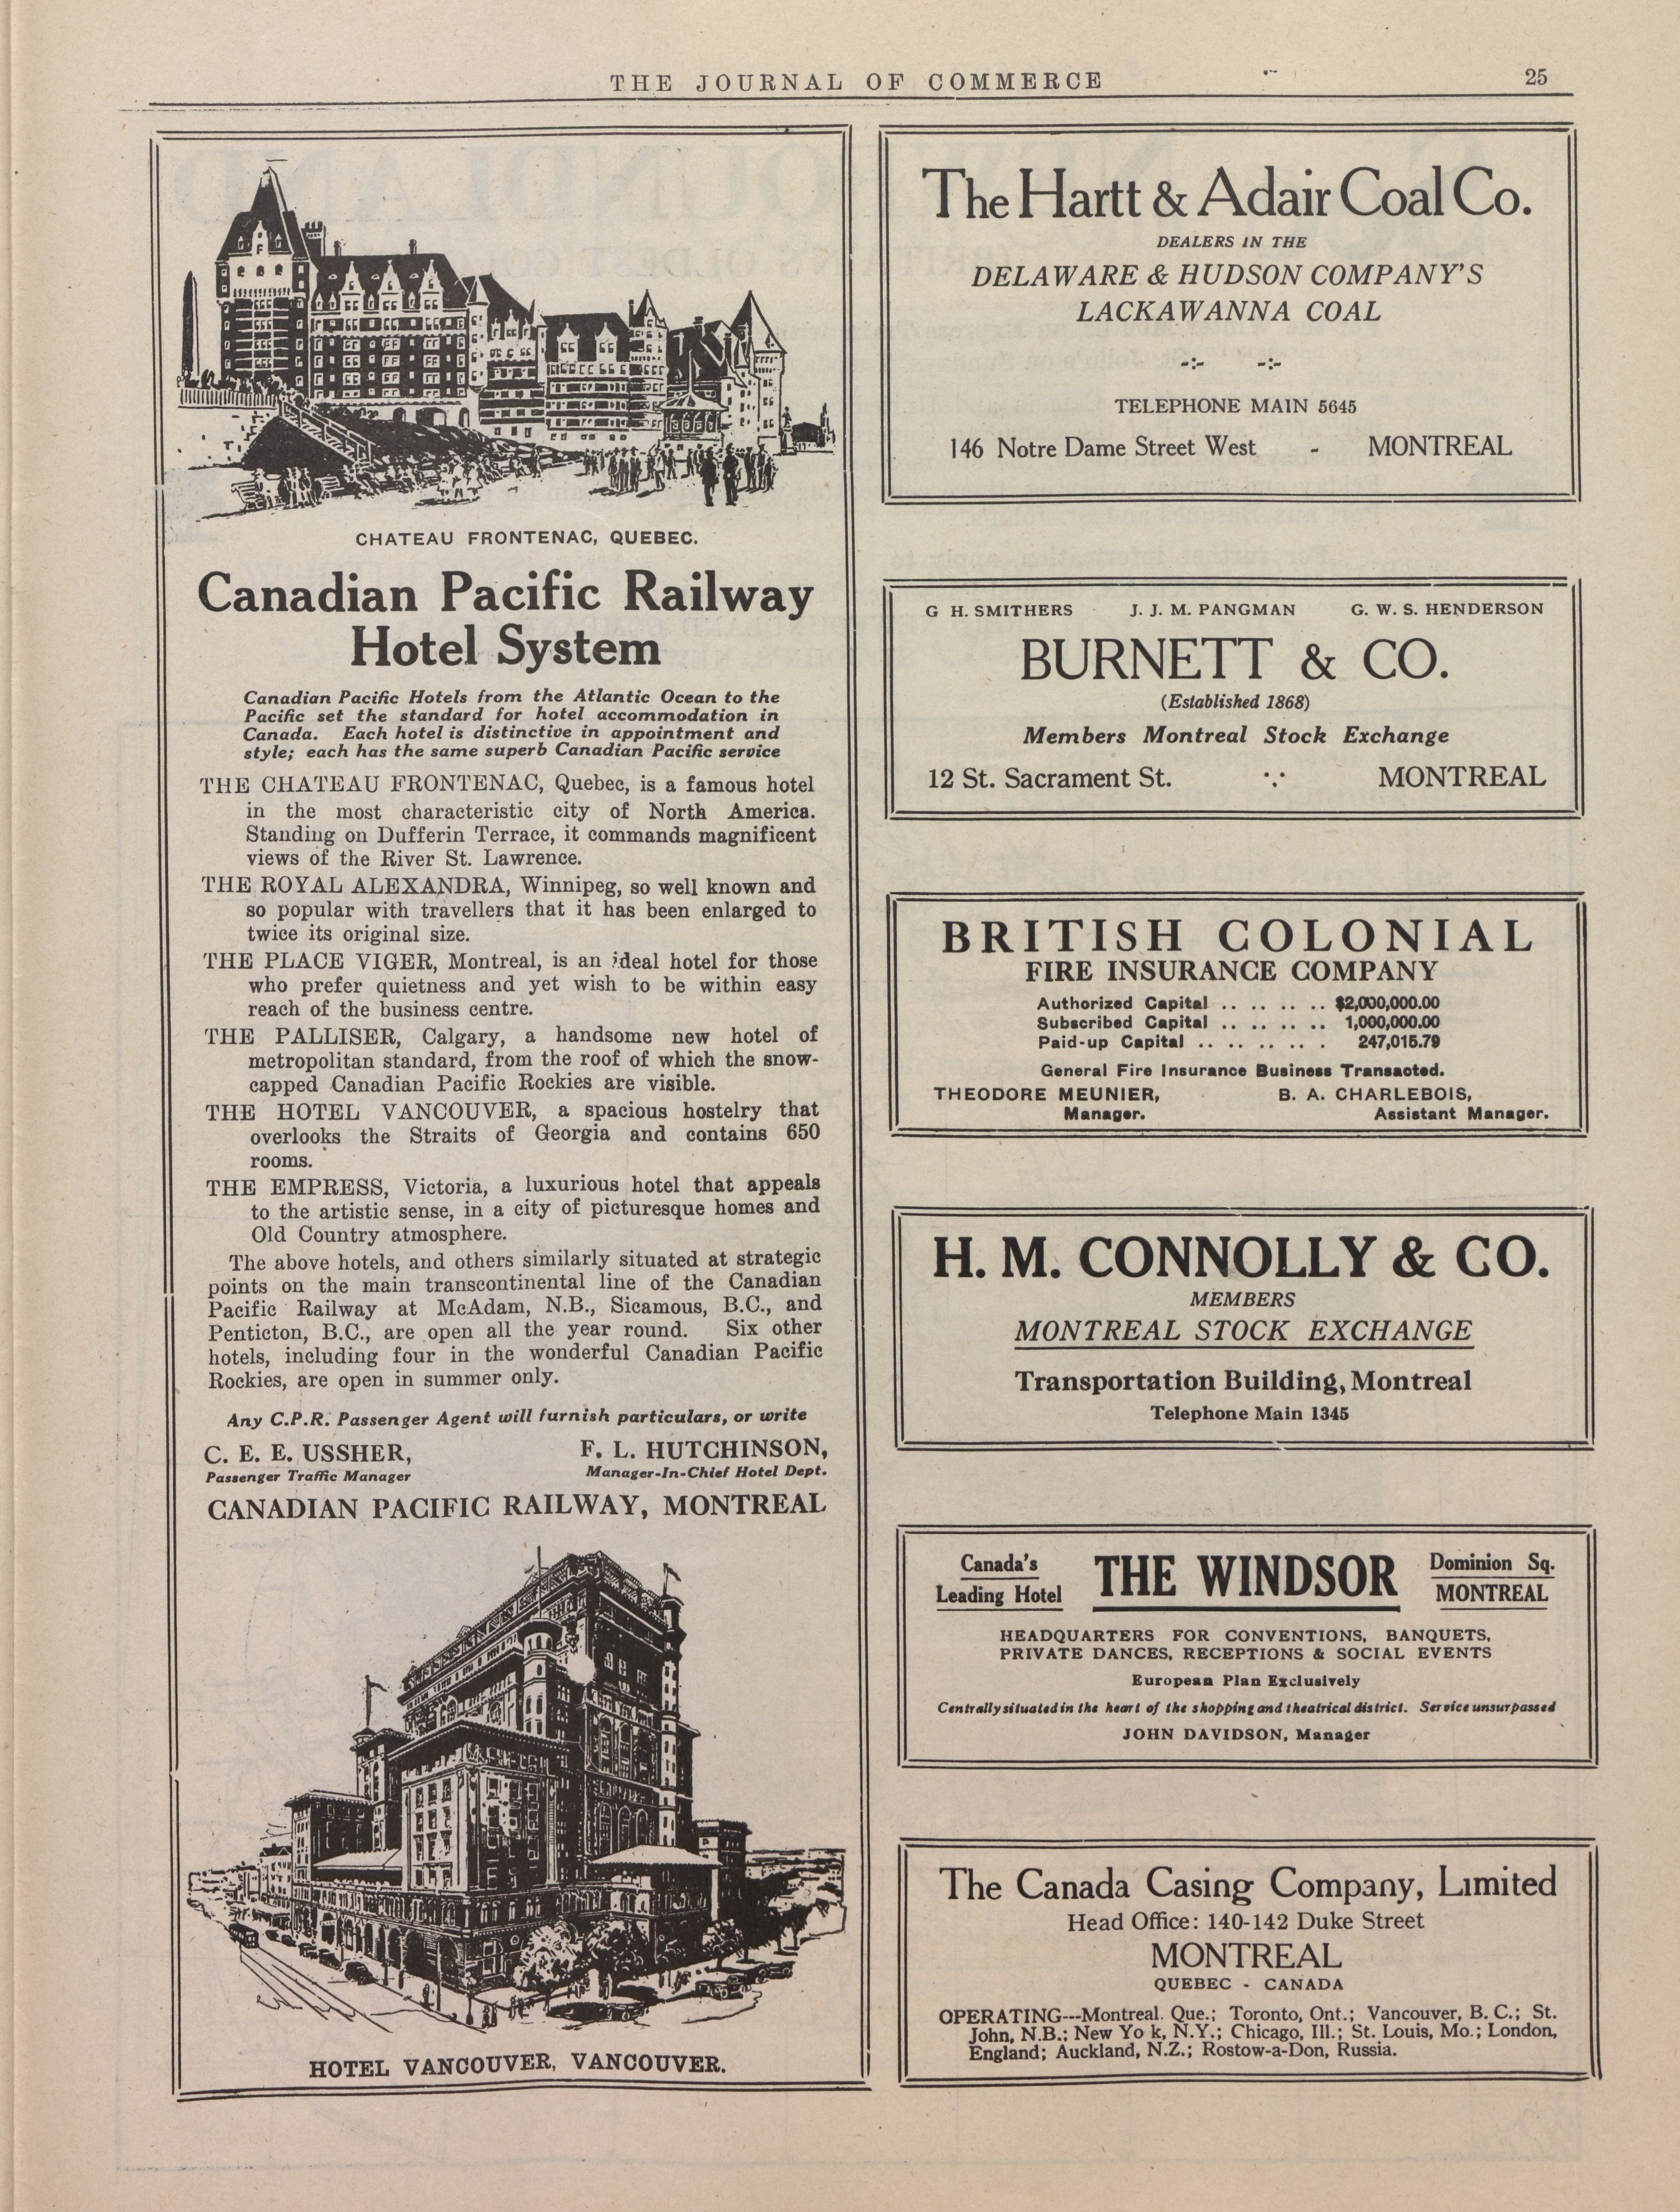 THE JOURNAL OF COMMERCE 25
CHATEAU FRONTENAC, QUEBEC.
Canadian Pacific Railway
Hotel System
Canadian Pacific Hotels from the Atlantic Ocean to the
Pacific set the standard for hotel accommodation in
Canada. Each hotel is distinctive in appointment and
style; each has the same superb Canadian Pacific service
THE CHATEAU FRONTENAC, Quebec, is a famous hotel
in the most characteristic city of North America.
Standing on Dufferin Terrace, it commands magnificent
views of the River St. Lawrence.
THE ROYAL ALEXANDRA, Winnipeg, so well known and
so popular with travellers that it has been enlarged to
twice its original size.
THE PLACE VIGER, Montreal, is an ideal hotel for those
who prefer quietness and yet wish to be within easy
reach of the business centre.
THE PALLISER, Calgary, a handsome new hotel of
metropolitan standard, from the roof of which the snow-
capped Canadian Pacific Rockies are visible.
THE HOTEL VANCOUVER, a spacious hostelry that
overlooks the Straits of Georgia and contains 650
rooms.
THE EMPRESS, Victoria, a luxurious hotel that appeals
to the artistic sense, in a city of picturesque homes and
Old Country atmosphere.
The above hotels, and others similarly situated at strategic
points on the main transcontinental line of the Canadian
Pacific Railway at McAdam, N.B., Sicamous, B.C., and
Penticton, B.C., are open all the year round. Six other
hotels, including four in the wonderful Canadian Pacific
Rockies, are open in summer only.
Any C.P.R. Passenger Agent will furnish particulars, or write
C. E. E. USSHER, F. L. HUTCHINSON,
Passenger Traffic Manager Manager-In-Chief Hotel Dept.
CANADIAN PACIFIC RAILWAY, MONTREAL
HOTEL VANCOUVER, VANCOUVER.
The Hartt & Adair Coal Co.
DEALERS IN THE
DELAWARE & HUDSON COMPANY'S
LACKAWANNA COAL
-:- -:-
TELEPHONE MAIN 5645
146 Notre Dame Street West - MONTREAL
G H. SMITHERS J. J. M. PANGMAN G. W. S. HENDERSON
BURNETT & CO.
(Established 1868)
Members Montreal Stock Exchange
12 St. Sacrament St. ∵ MONTREAL
BRITISH COLONIAL
FIRE INSURANCE COMPANY
Authorized Capital .. .. .. .. $2,000,000.00
Subscribed Capital .. .. .. .. 1,000,000.00
Paid-up Capital .. .. .. .. . 247,015.79
General Fire Insurance Business Transacted.
THEODORE MEUNIER, B. A. CHARLEBOIS,
Manager. Assistant Manager.
H. M. CONNOLLY & CO.
MEMBERS
MONTREAL STOCK EXCHANGE
Transportation Building, Montreal
Telephone Main 1345
Canada's THE WINDSOR Dominion Sq.
Leading Hotel MONTREAL
HEADQUARTERS FOR CONVENTIONS, BANQUETS,
PRIVATE DANCES, RECEPTIONS & SOCIAL EVENTS
European Plan Exclusively
Centrally situated in the heart of the shopping and theatrical district. Service unsurpassed
JOHN DAVIDSON, Manager
The Canada Casing Company, Limited
Head Office: 140-142 Duke Street
MONTREAL
QUEBEC - CANADA
OPERATING---Montreal. Que.; Toronto, Ont.; Vancouver, B. C.; St.
John, N.B.; New Yo k, N.Y.; Chicago, Ill.; St. Louis, Mo.; London,
England; Auckland, N.Z.; Rostow-a-Don, Russia.